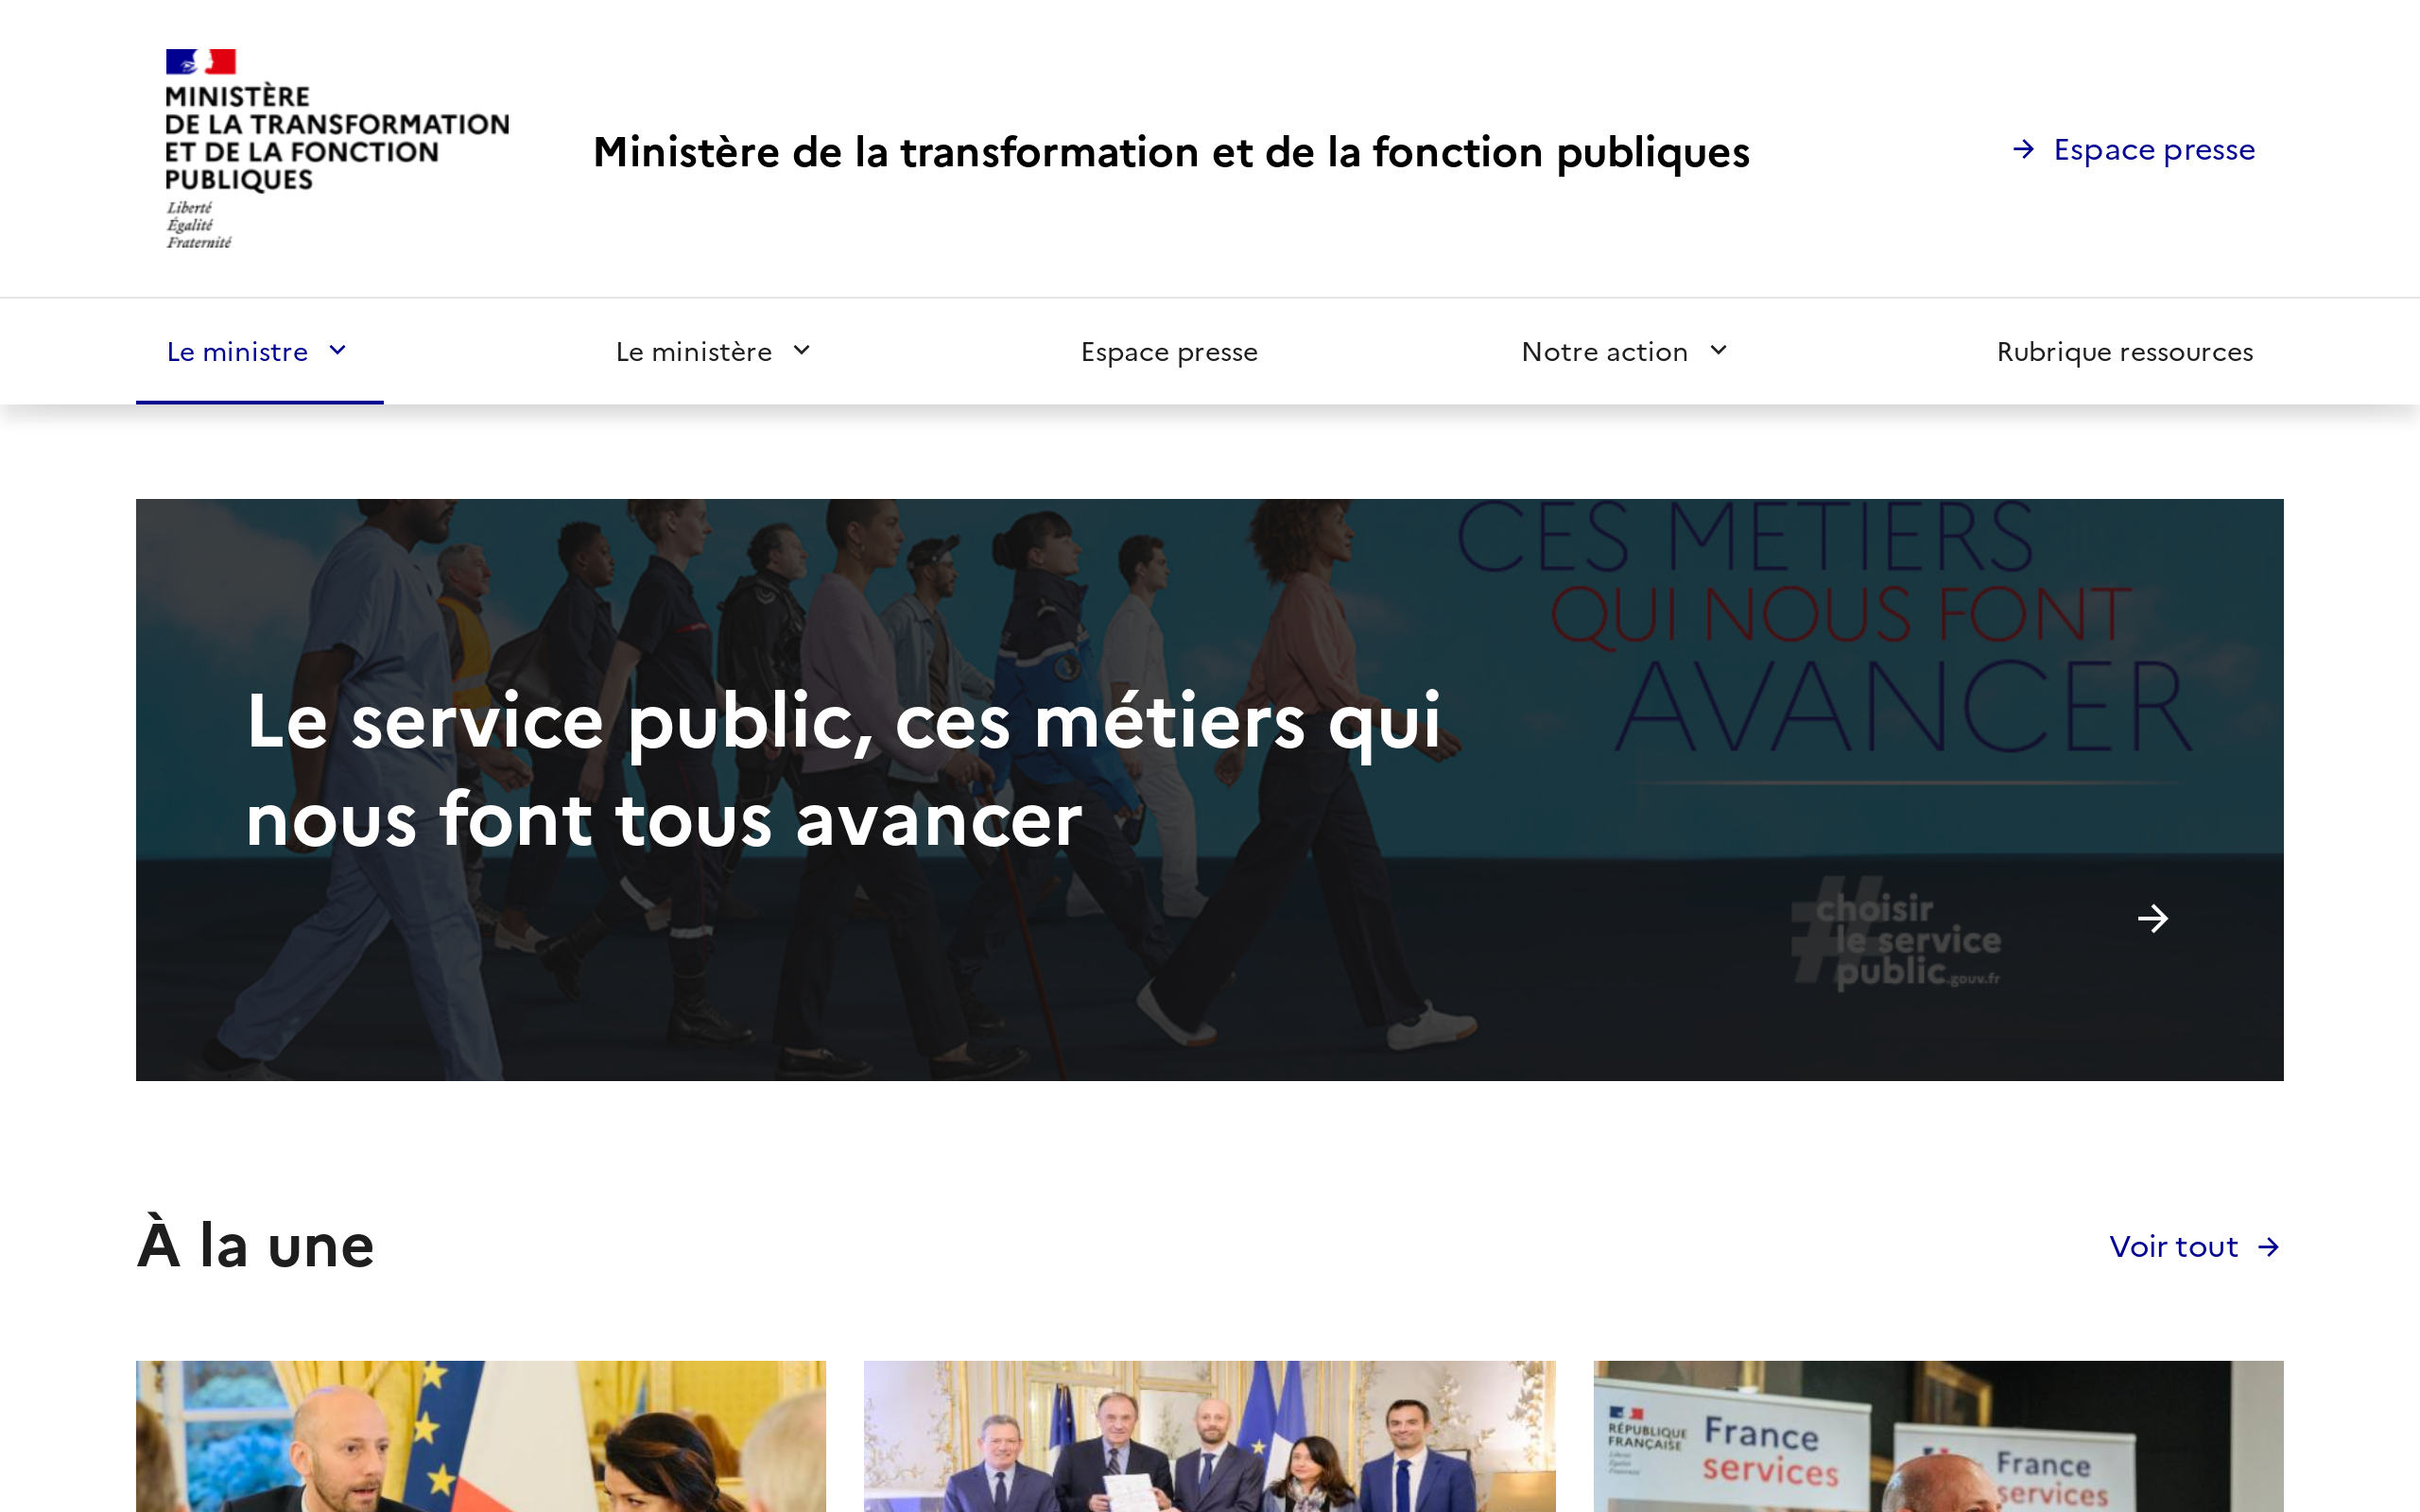 MINISTÈRE
DE LA TRANSFORMATION
ET DE LA FONCTION
PUBLIQUES
Liberté
Égalité
Fraternité
Ministère de la transformation et de la fonction publiques
Espace presse
Le ministre
Le ministère
Espace presse
Notre action
Rubrique ressources
CES METIERS
QUI NOUS FONT
AVANCER
Le service public, ces métiers qui
nous font tous avancer
#choisir
le service
public.gouv.fr
À la une
Voir tout
RÉPUBLIQUE
FRANÇAISE
Liberté
Égalité
Fraternité
France
services
France
services